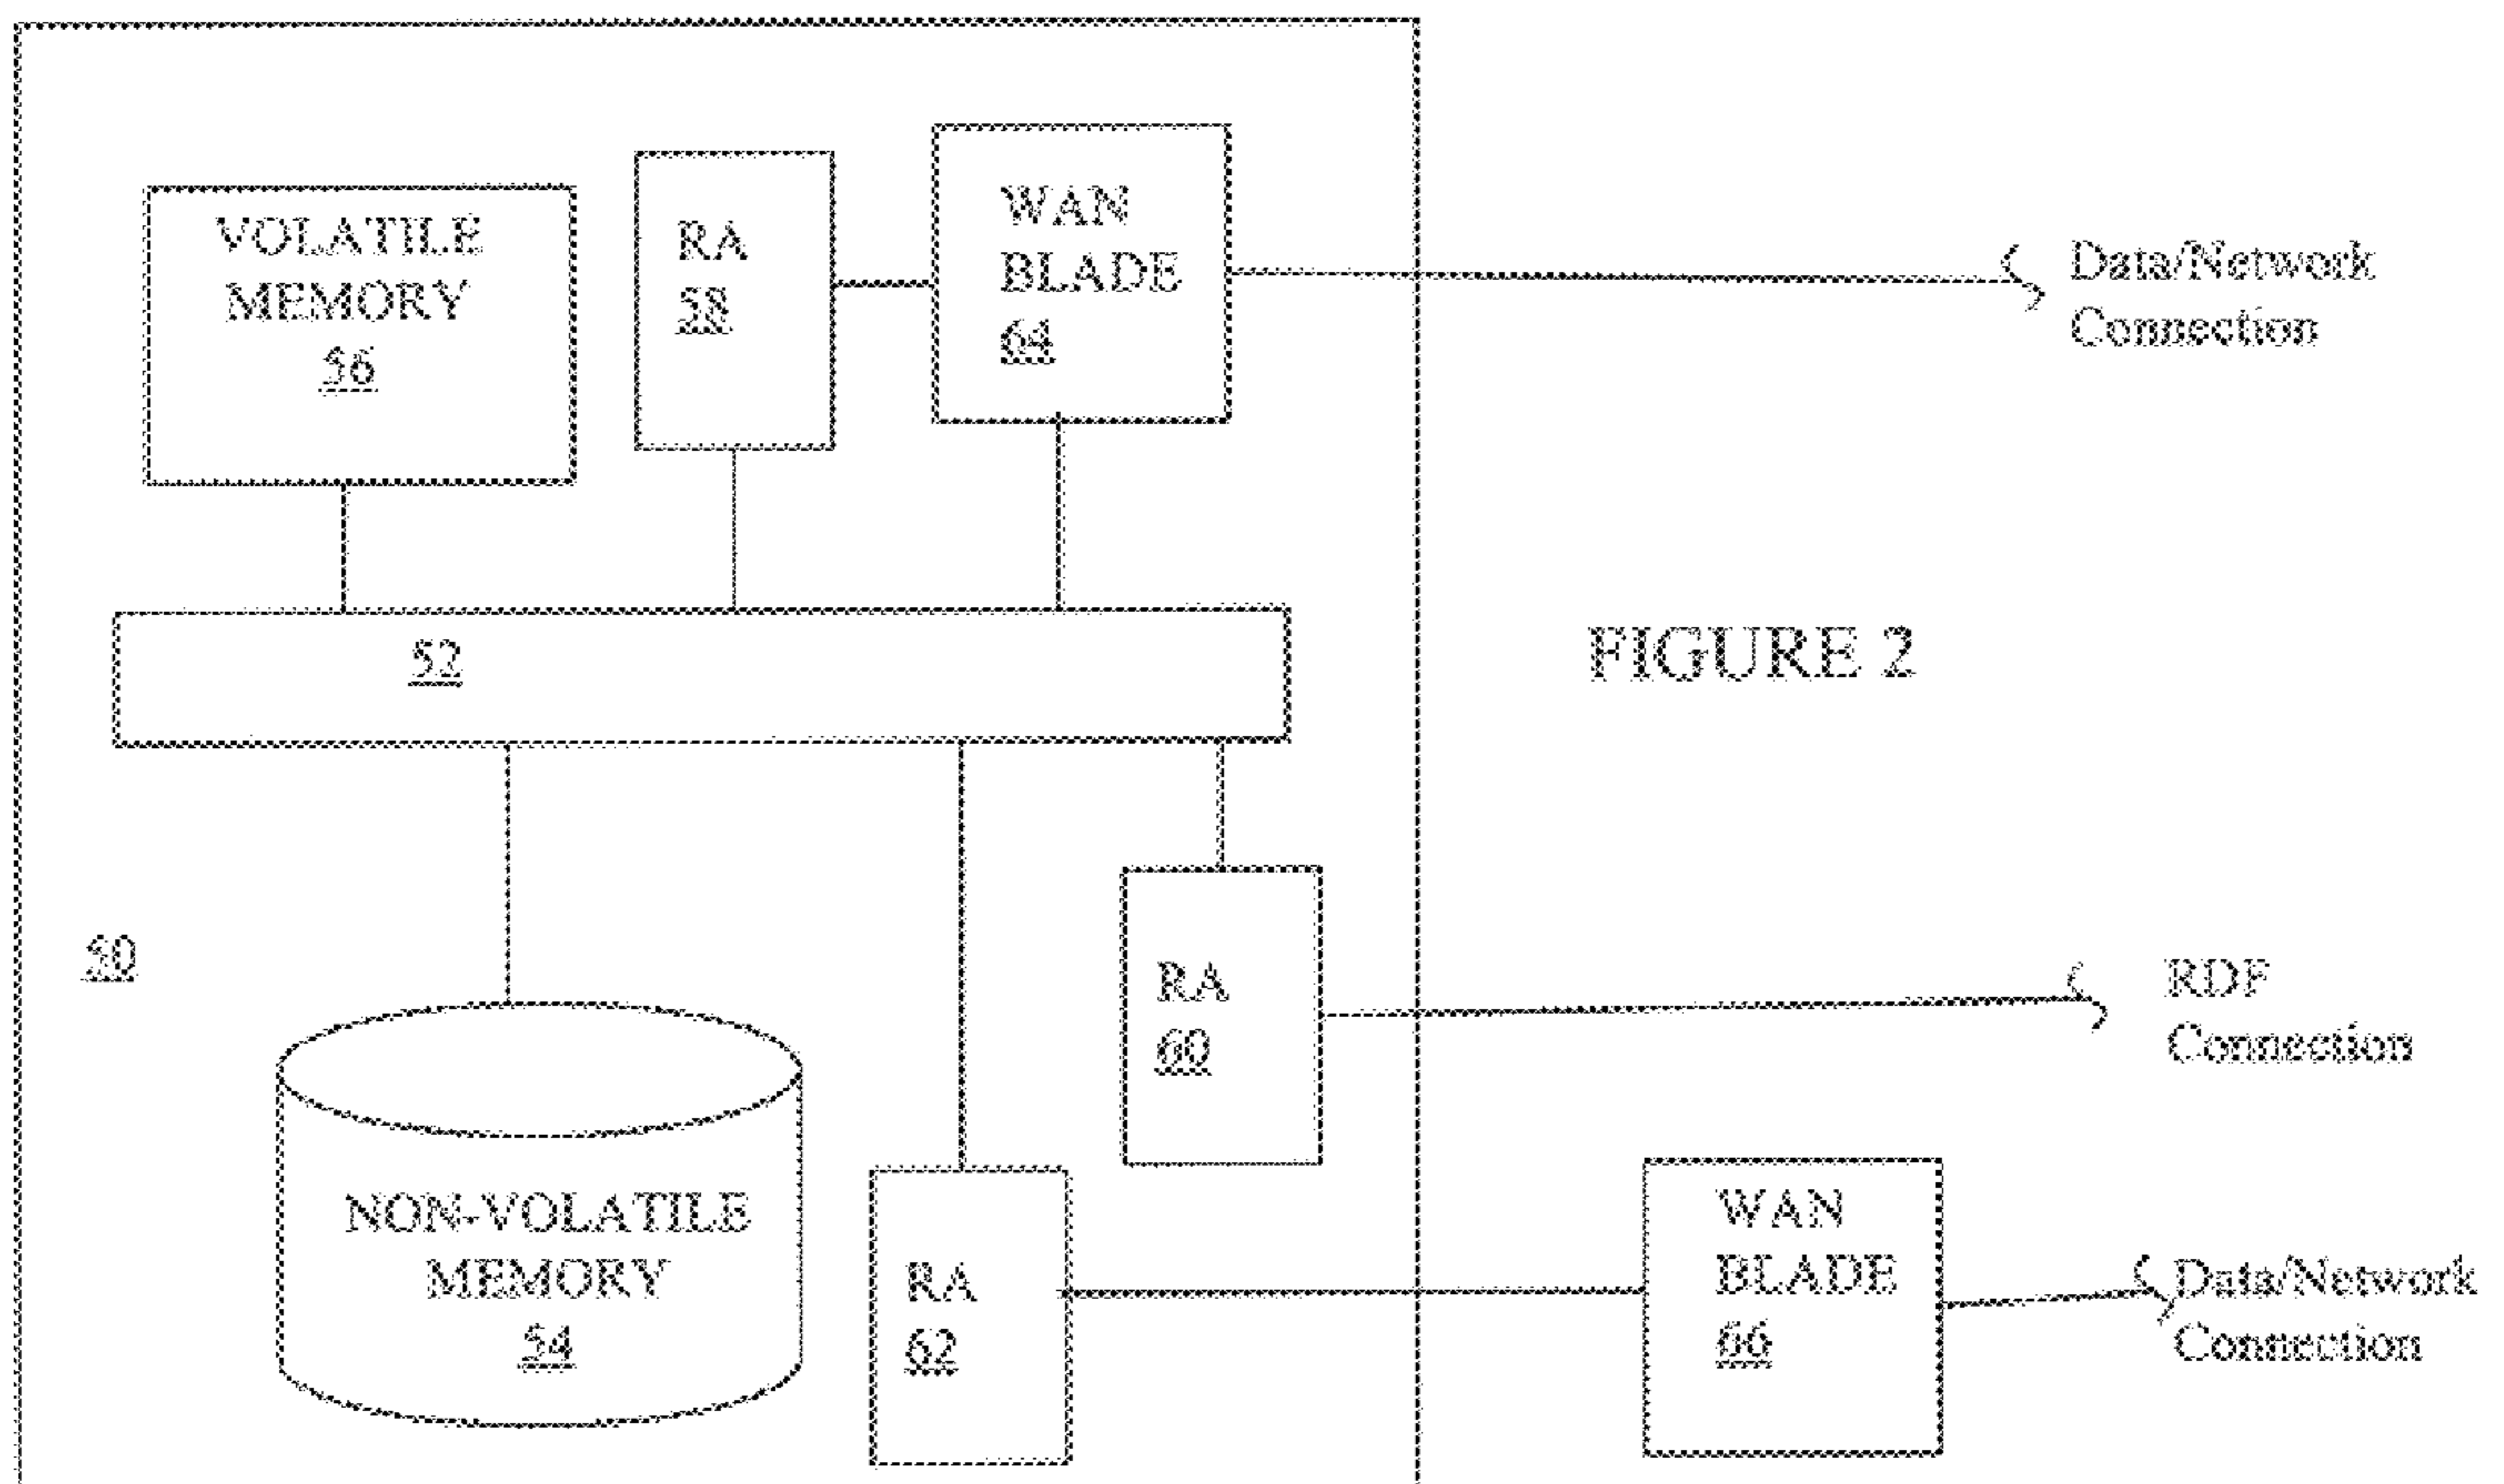 VOLATILE
MEMORY
56
RA
58
WAN
BLADE
64
Data/Network
Connection
52
FIGURE 2
50
RA
60
RDF
Connection
NON-VOLATILE
MEMORY
54
RA
62
WAN
BLADE
66
Data/Network
Connection